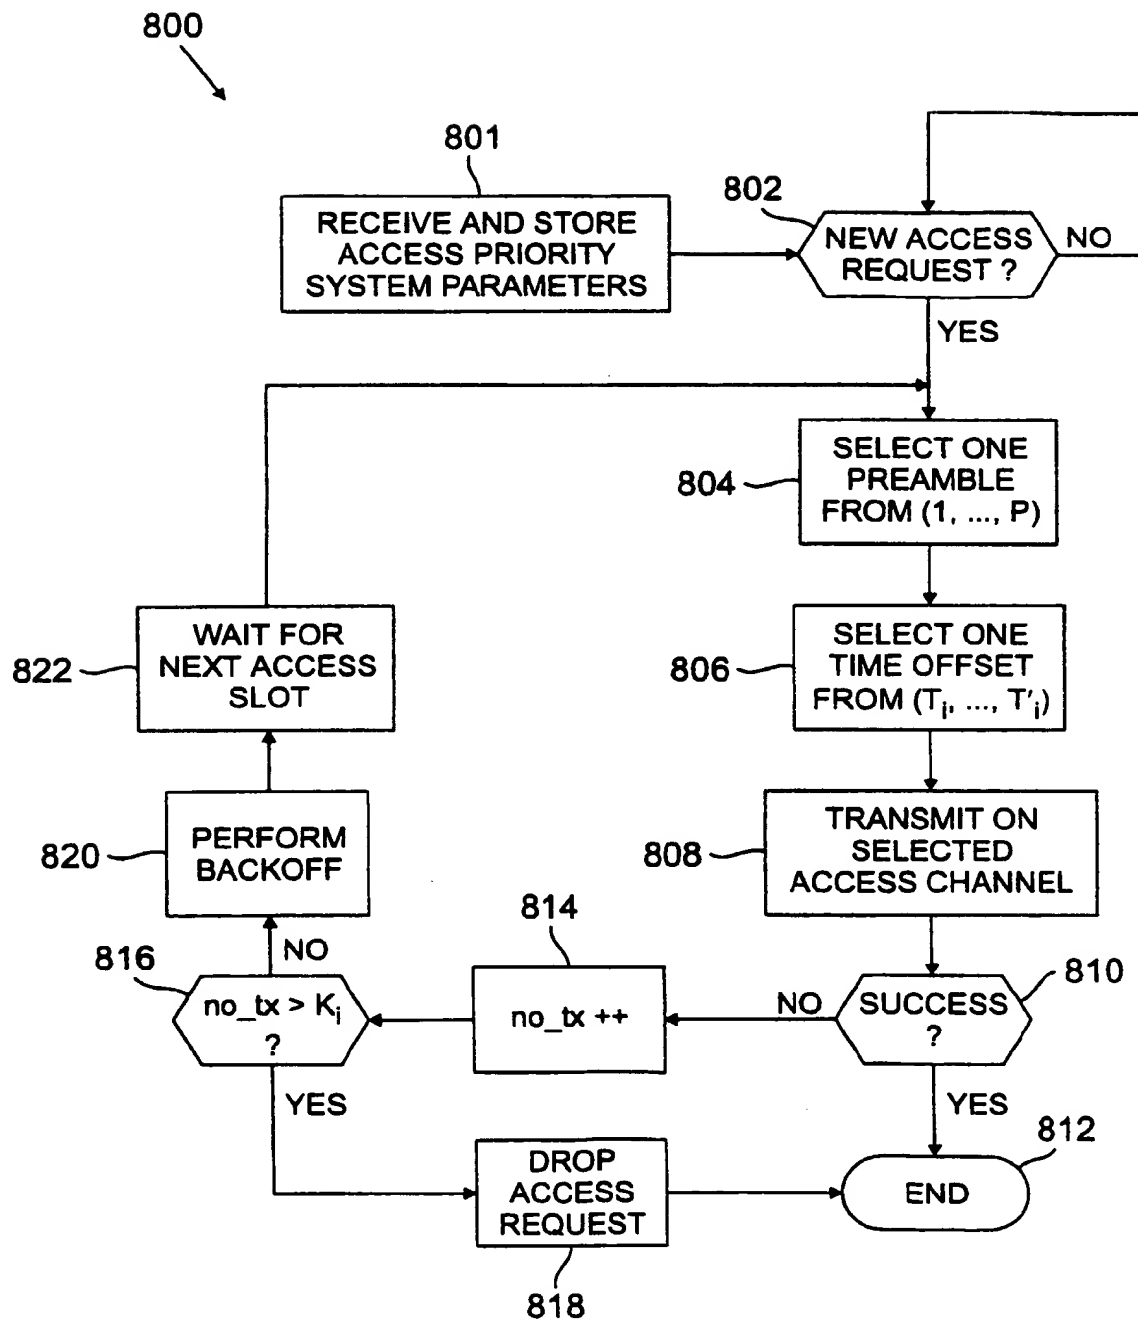 800
801
RECEIVE AND STORE
ACCESS PRIORITY
SYSTEM PARAMETERS
802
NEW ACCESS
REQUEST ?
NO
YES
804
SELECT ONE
PREAMBLE
FROM (1, ..., P)
806
SELECT ONE
TIME OFFSET
FROM (Ti, ..., T'i)
822
WAIT FOR
NEXT ACCESS
SLOT
808
TRANSMIT ON
SELECTED
ACCESS CHANNEL
820
PERFORM
BACKOFF
814
NO
816
no_tx > Ki
?
no_tx ++
NO
810
SUCCESS
?
YES
YES
812
DROP
ACCESS
REQUEST
END
818